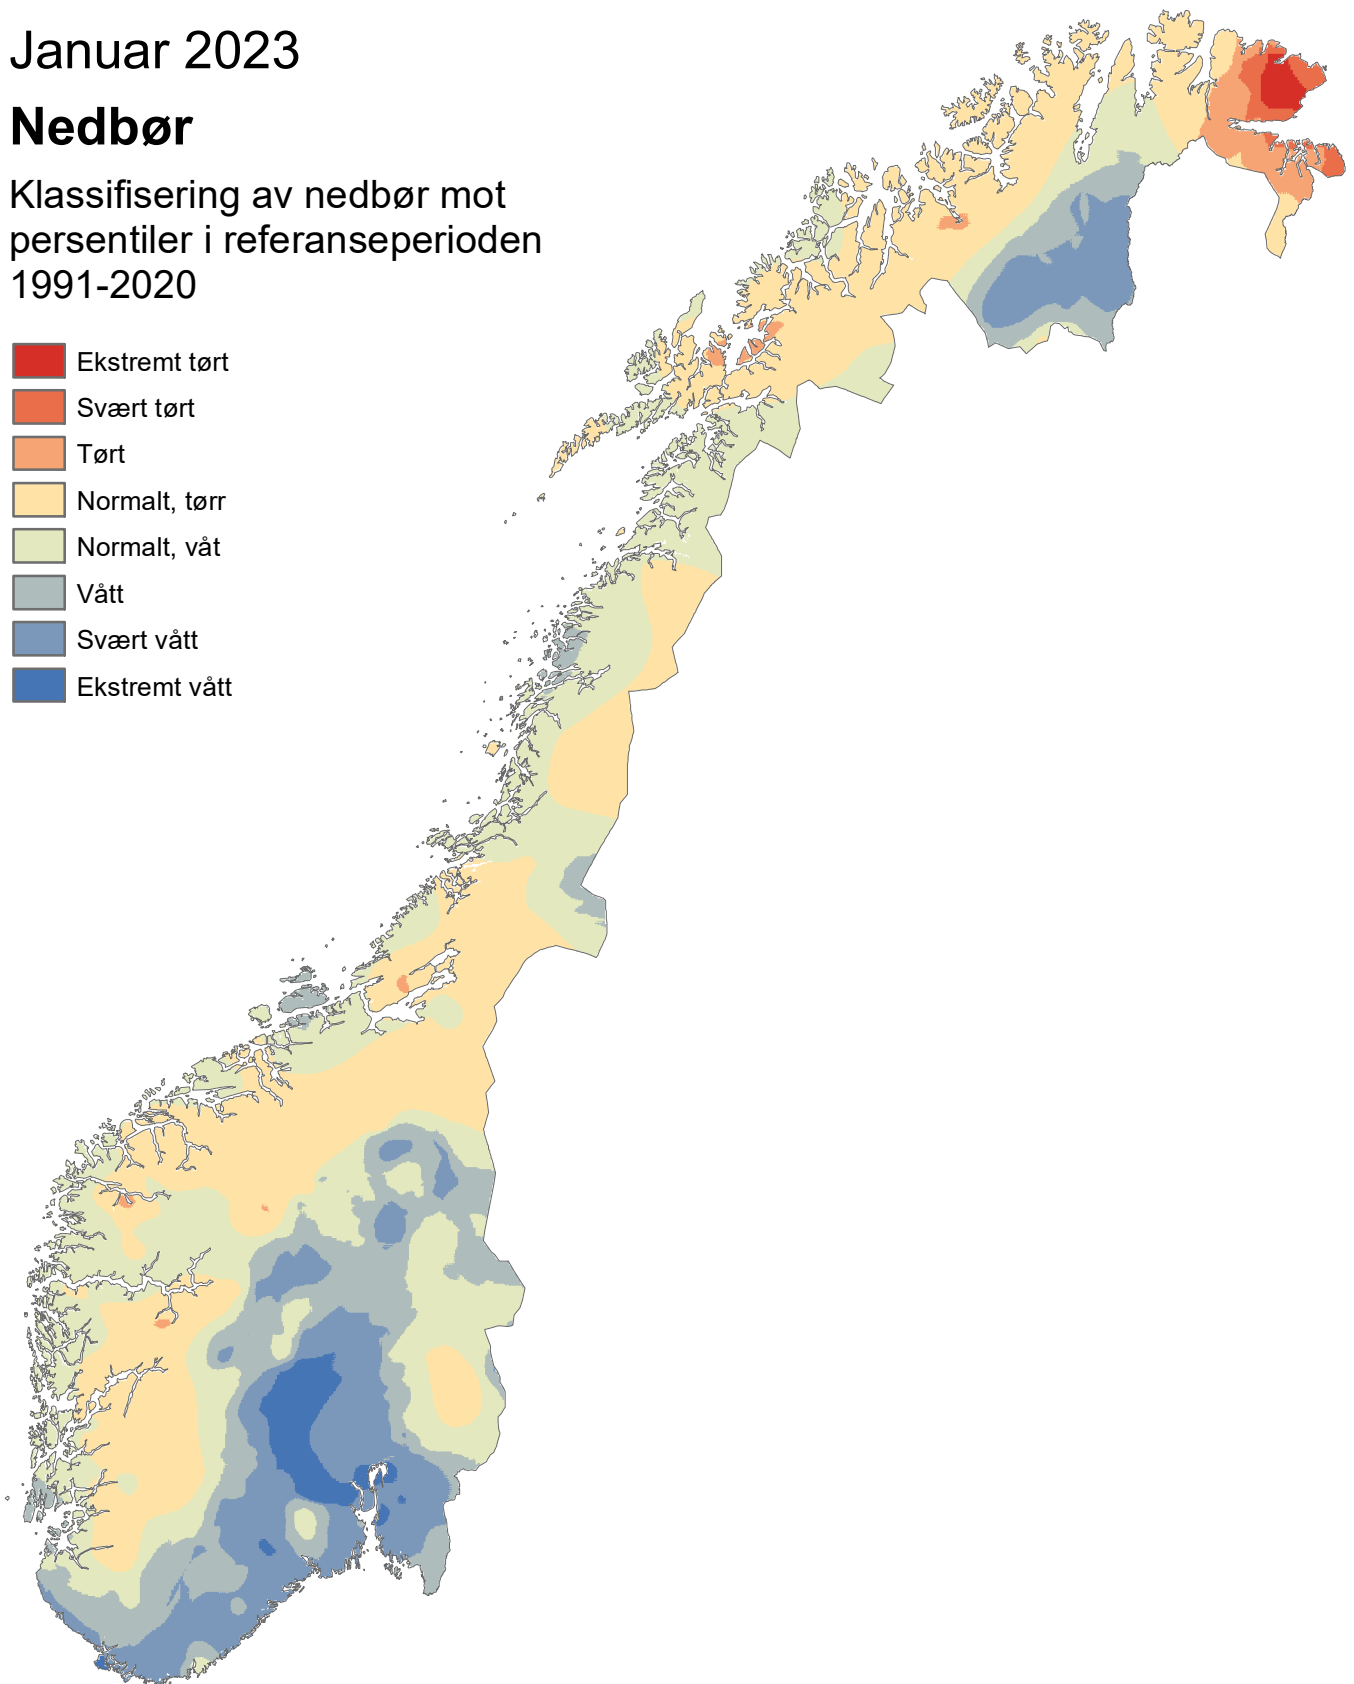 Januar 2023
Nedbør
Klassifisering av nedbør mot
persentiler i referanseperioden
1991-2020
Ekstremt tørt
Svært tørt
Tørt
Normalt, tørr
Normalt, våt
Vått
Svært vått
Ekstremt vått